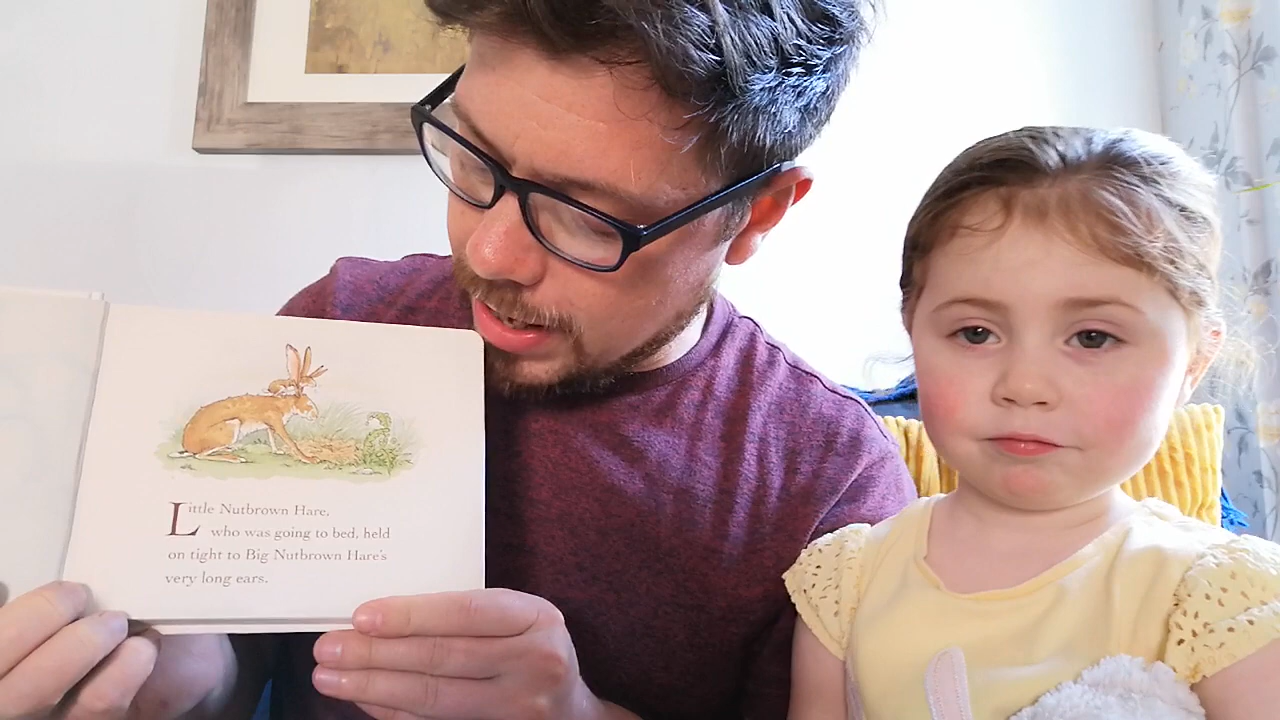 Little Nutbrown Hare,
who was going to bed, held
on tight to Big Nutbrown Hare's
very long ears.